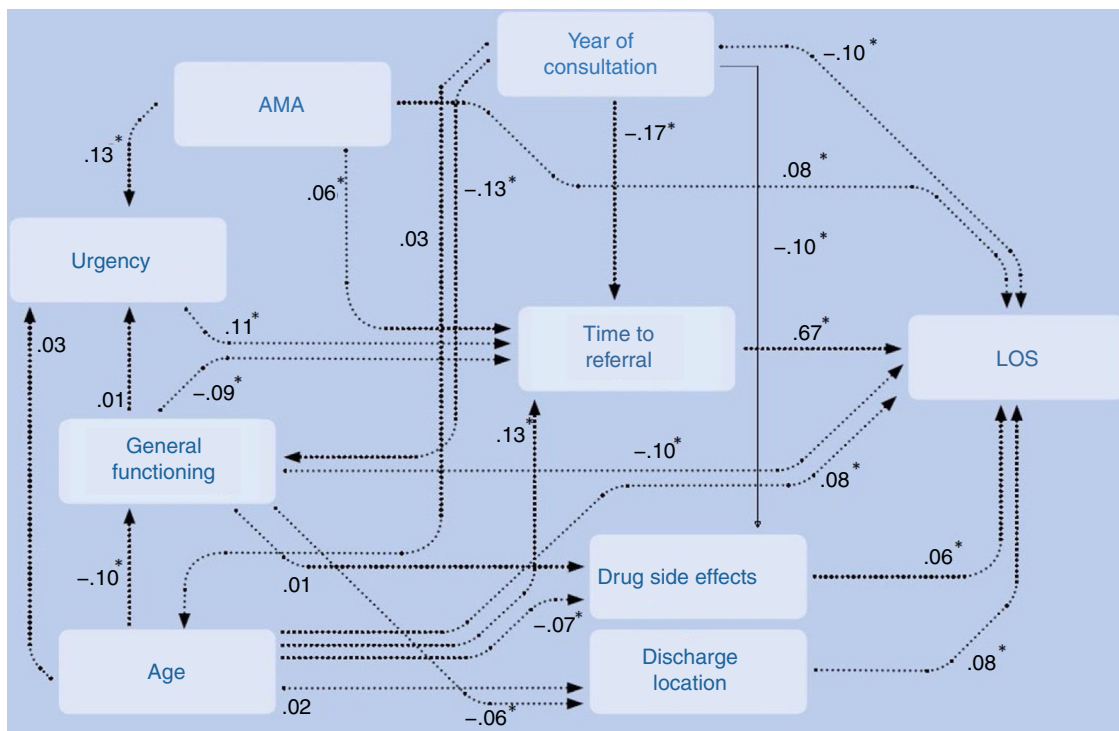 Year of
consultation
–.10*
AMA
.13*
.06*
–.13*
–.17*
.08*
.03
–.10*
Urgency
.03
.11*
Time to
referral
.67*
LOS
.01
–.09*
General
functioning
.13*
–.10*
.08*
–.10*
.01
Drug side effects
.06*
–.07*
Age
Discharge
location
.08*
.02
–.06*